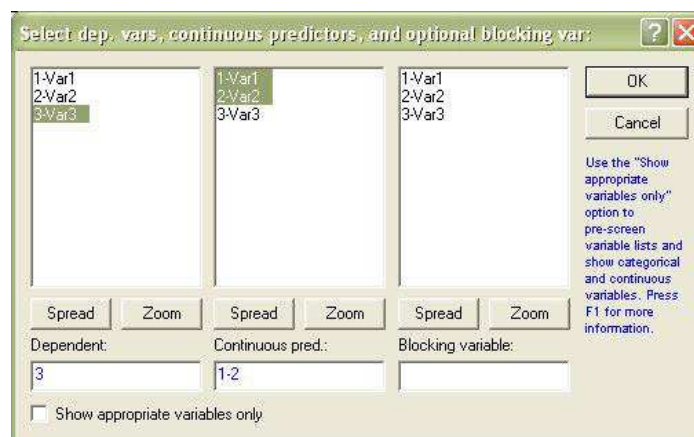 Select dep. vars, continuous predictors, and optional blocking var:
1-Var1
2-Var2
3-Var3
1-Var1
2-Var2
3-Var3
1-Var1
2-Var2
3-Var3
OK
Cancel
Use the "Show
appropriate
variables only"
option to
pre-screen
variable lists and
show categorical
and continuous
variables. Press
F1 for more
information.
Spread
Zoom
Spread
Zoom
Spread
Zoom
Dependent:
Continuous pred.:
Blocking variable:
3
1-2
Show appropriate variables only